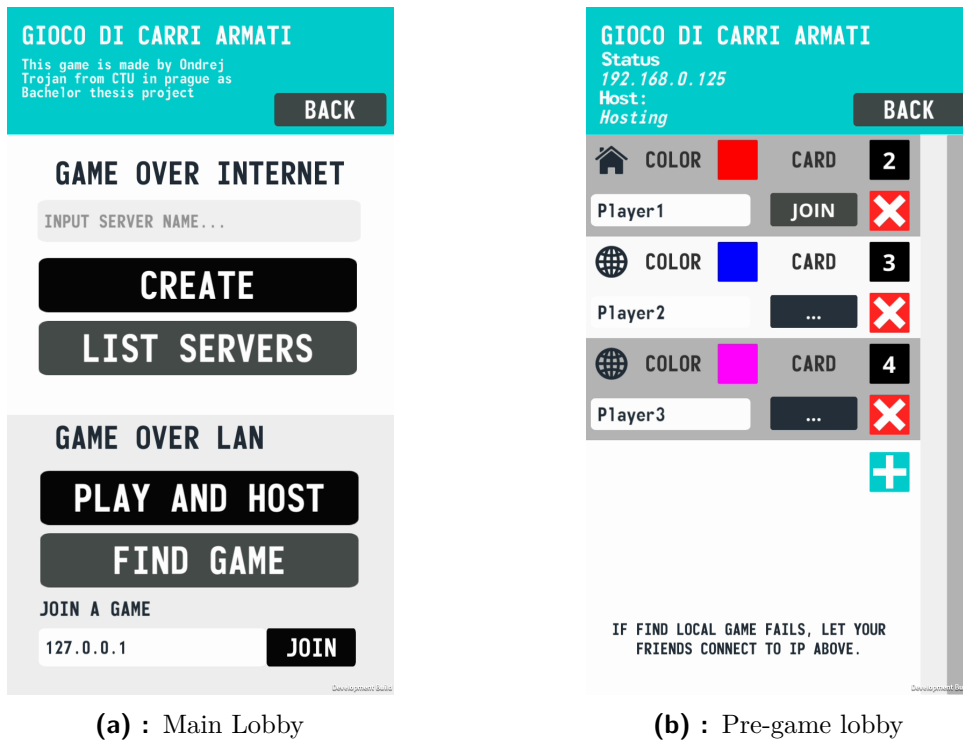 GIOCO DI CARRI ARMATI
This game is made by Ondrej
Trojan from CTU in prague as
Bachelor thesis project
BACK
GAME OVER INTERNET
INPUT SERVER NAME...
CREATE
LIST SERVERS
GAME OVER LAN
PLAY AND HOST
FIND GAME
JOIN A GAME
127.0.0.1
JOIN
Development Build
(a) : Main Lobby
GIOCO DI CARRI ARMATI
Status
192.168.0.125
Host:
Hosting
BACK
COLOR CARD 2
Player1 JOIN
COLOR CARD 3
Player2 ...
COLOR CARD 4
Player3 ...
IF FIND LOCAL GAME FAILS, LET YOUR
FRIENDS CONNECT TO IP ABOVE.
Development Bu
(b) : Pre-game lobby